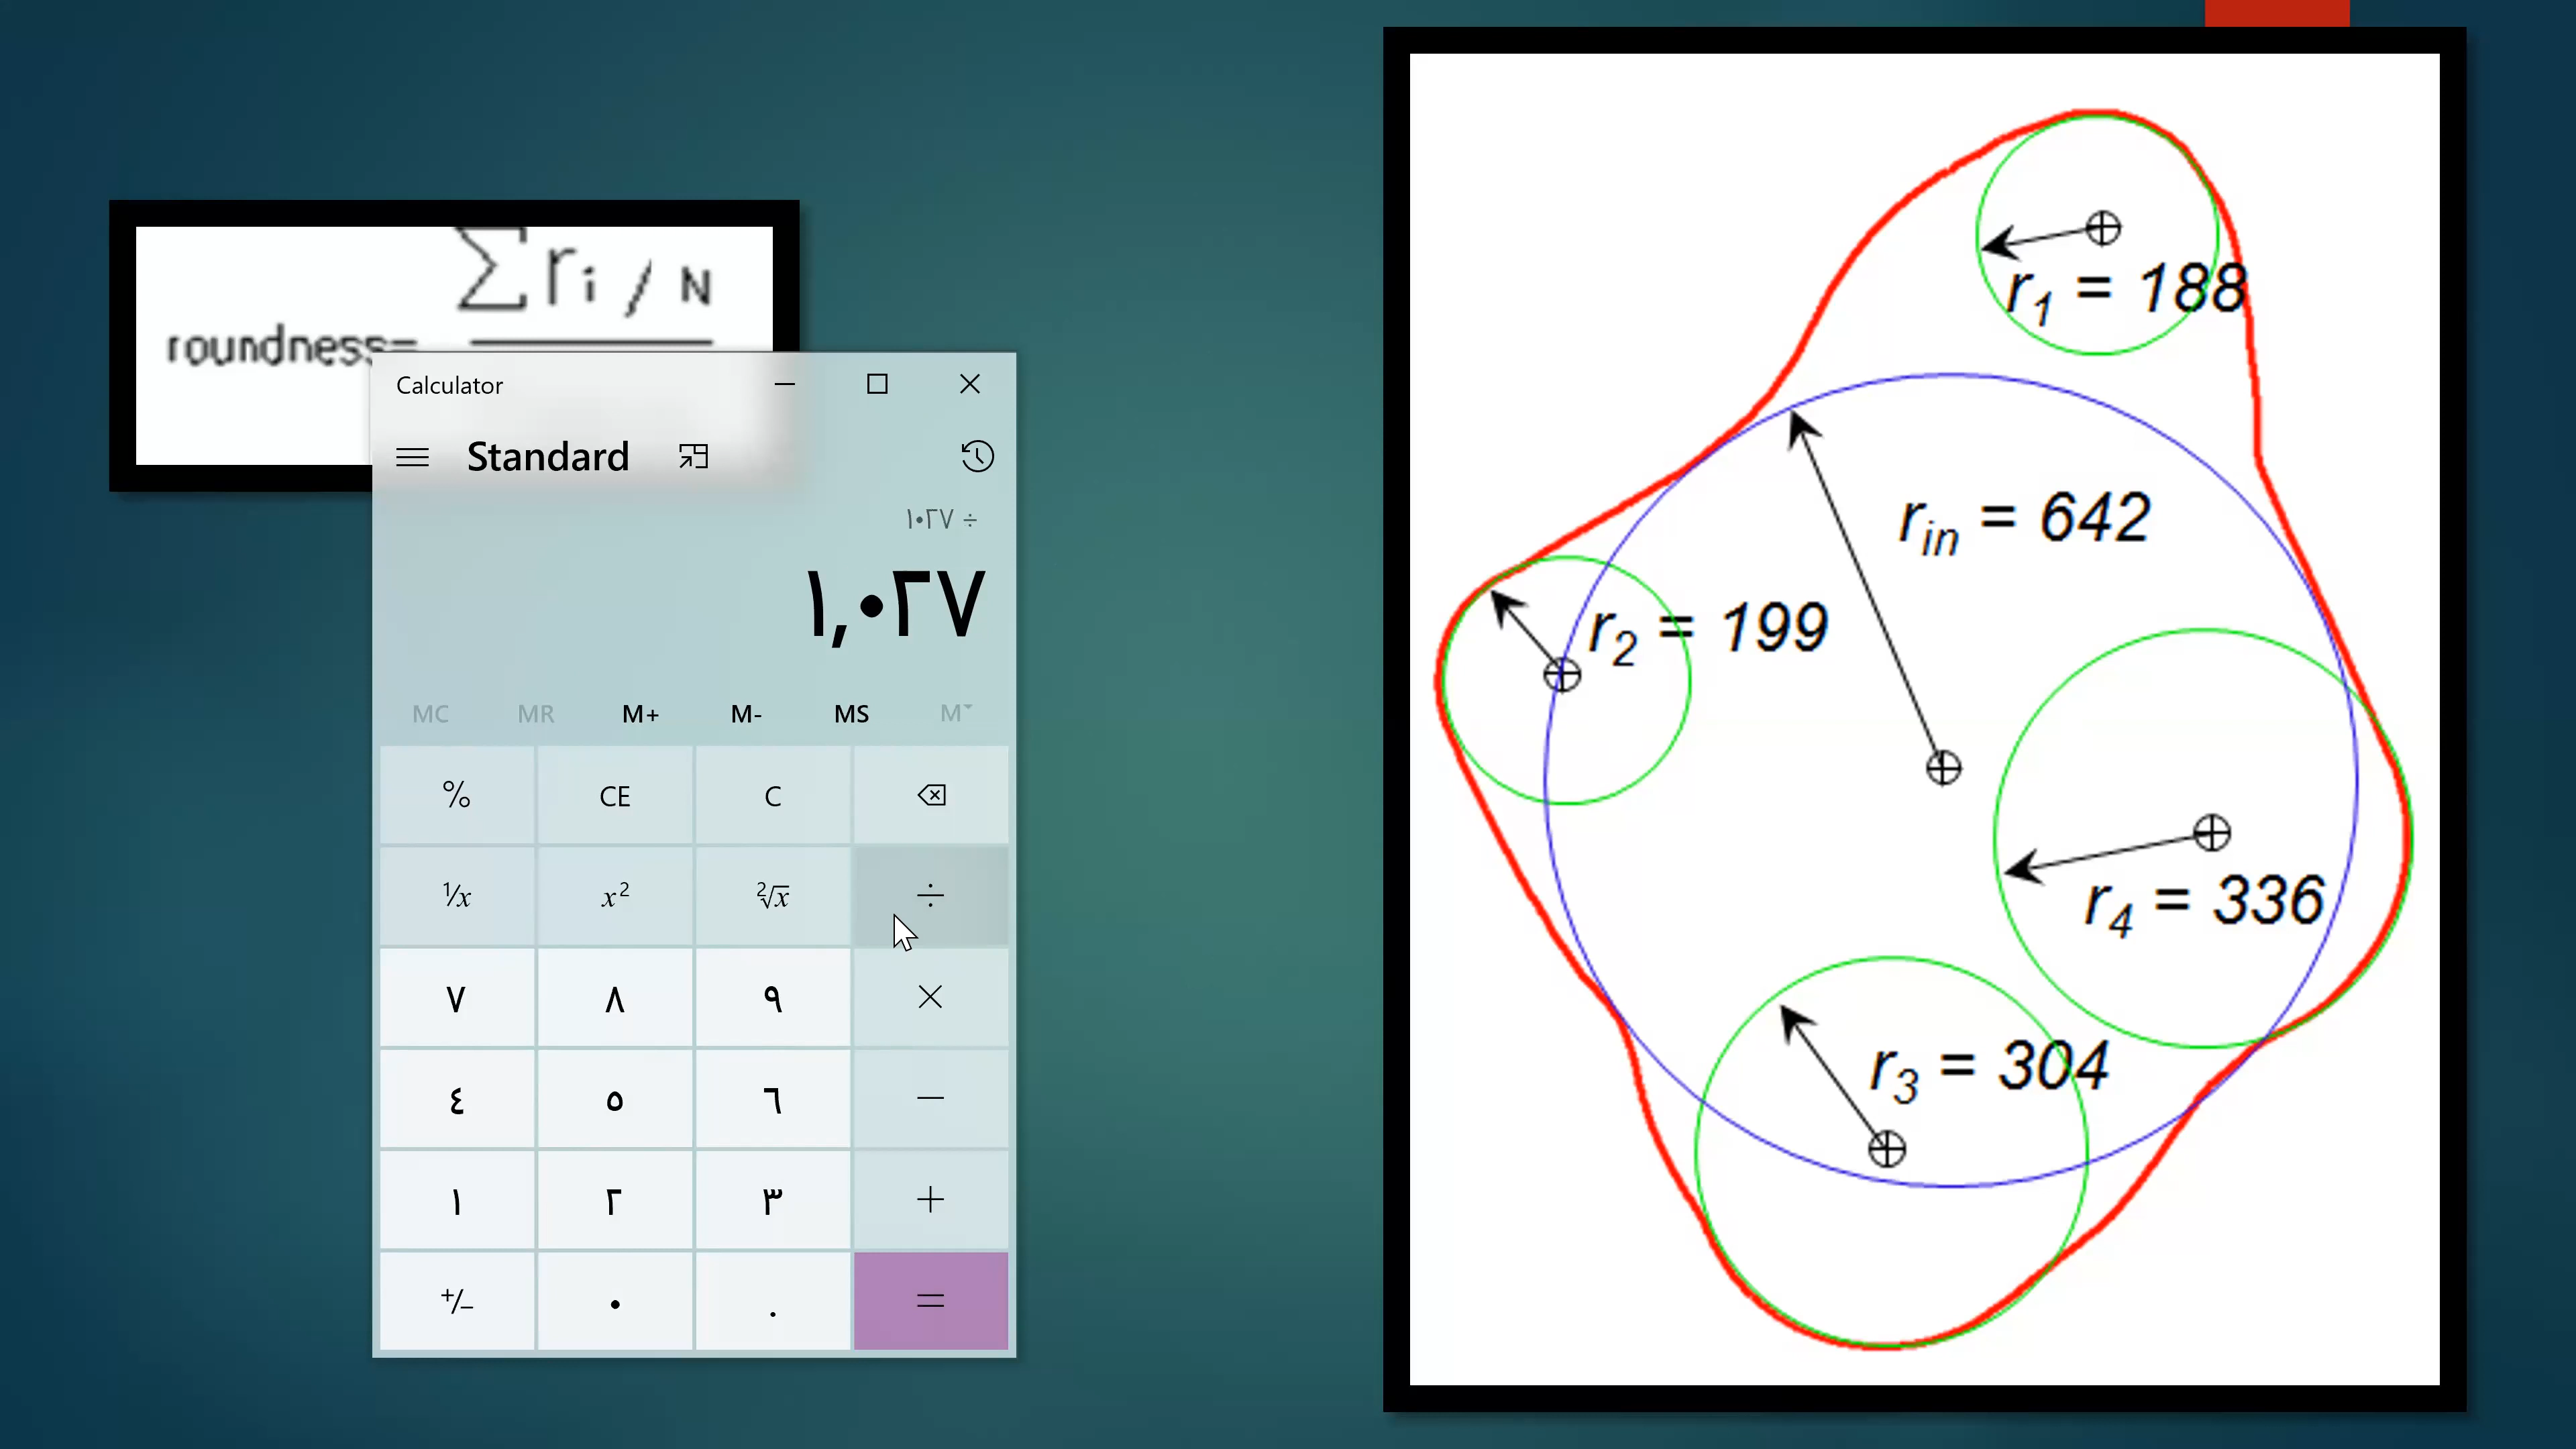 ∑ rᵢ / N
roundness=
Calculator
Standard
١٠٢٧ ÷
١,٠٢٧
MC MR M+ M- MS M˅
% CE C
¹/x x² ²√x ÷
٧ ٨ ٩ ×
٤ ٥ ٦ −
١ ٢ ٣ +
+/− ٠ . =
r₁ = 188
rᵢₙ = 642
r₂ = 199
r₄ = 336
r₃ = 304